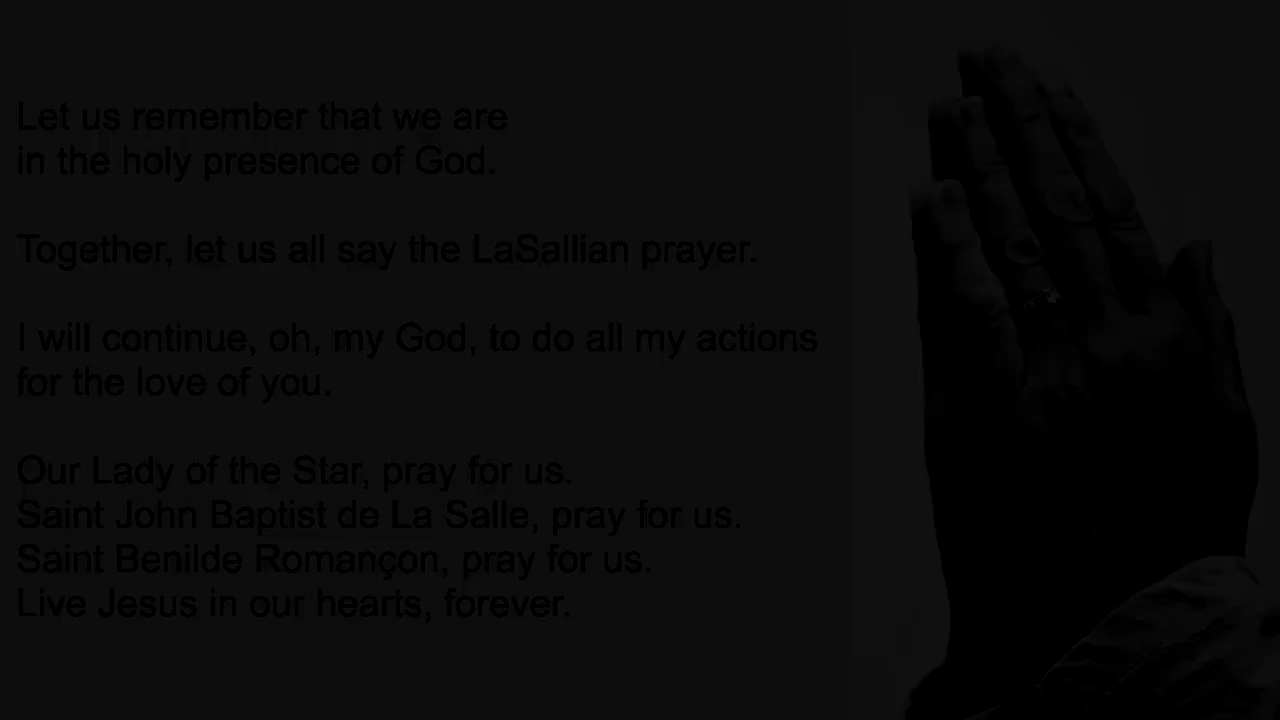 Let us remember that we are
in the holy presence of God.
Together, let us all say the LaSallian prayer.
I will continue, oh, my God, to do all my actions
for the love of you.
Our Lady of the Star, pray for us.
Saint John Baptist de La Salle, pray for us.
Saint Benilde Romançon, pray for us.
Live Jesus in our hearts, forever.